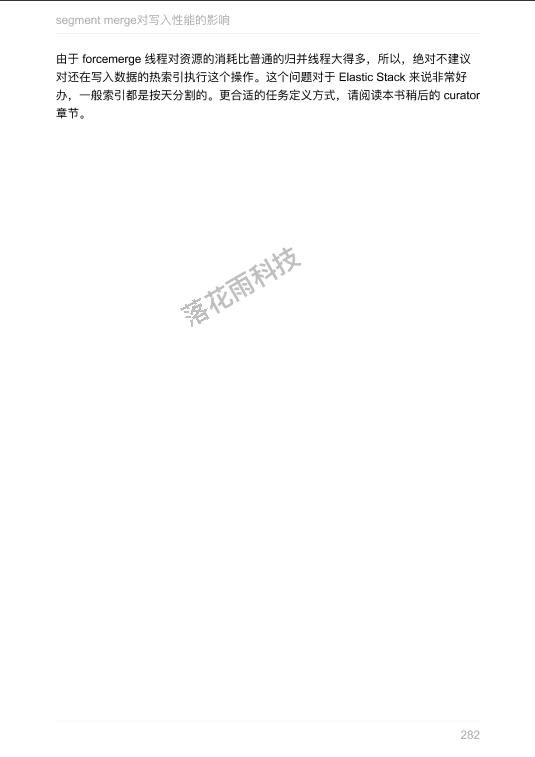 segment merge对写入性能的影响
由于 forcemerge 线程对资源的消耗比普通的归并线程大得多，所以，绝对不建议
对还在写入数据的热索引执行这个操作。这个问题对于 Elastic Stack 来说非常好
办，一般索引都是按天分割的。更合适的任务定义方式，请阅读本书稍后的 curator
章节。
落花雨科技
282